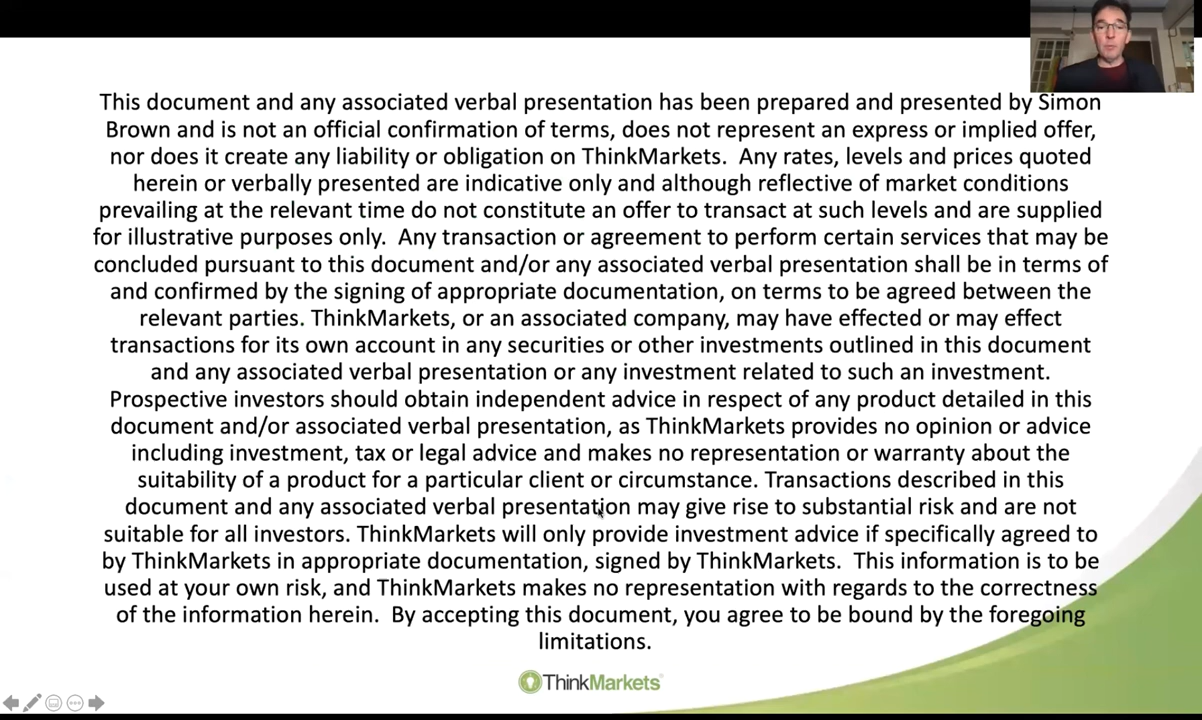 This document and any associated verbal presentation has been prepared and presented by Simon
Brown and is not an official confirmation of terms, does not represent an express or implied offer,
nor does it create any liability or obligation on ThinkMarkets.  Any rates, levels and prices quoted
herein or verbally presented are indicative only and although reflective of market conditions
prevailing at the relevant time do not constitute an offer to transact at such levels and are supplied
for illustrative purposes only.  Any transaction or agreement to perform certain services that may be
concluded pursuant to this document and/or any associated verbal presentation shall be in terms of
and confirmed by the signing of appropriate documentation, on terms to be agreed between the
relevant parties. ThinkMarkets, or an associated company, may have effected or may effect
transactions for its own account in any securities or other investments outlined in this document
and any associated verbal presentation or any investment related to such an investment.
Prospective investors should obtain independent advice in respect of any product detailed in this
document and/or associated verbal presentation, as ThinkMarkets provides no opinion or advice
including investment, tax or legal advice and makes no representation or warranty about the
suitability of a product for a particular client or circumstance. Transactions described in this
document and any associated verbal presentation may give rise to substantial risk and are not
suitable for all investors. ThinkMarkets will only provide investment advice if specifically agreed to
by ThinkMarkets in appropriate documentation, signed by ThinkMarkets.  This information is to be
used at your own risk, and ThinkMarkets makes no representation with regards to the correctness
of the information herein.  By accepting this document, you agree to be bound by the foregoing
limitations.
ThinkMarkets